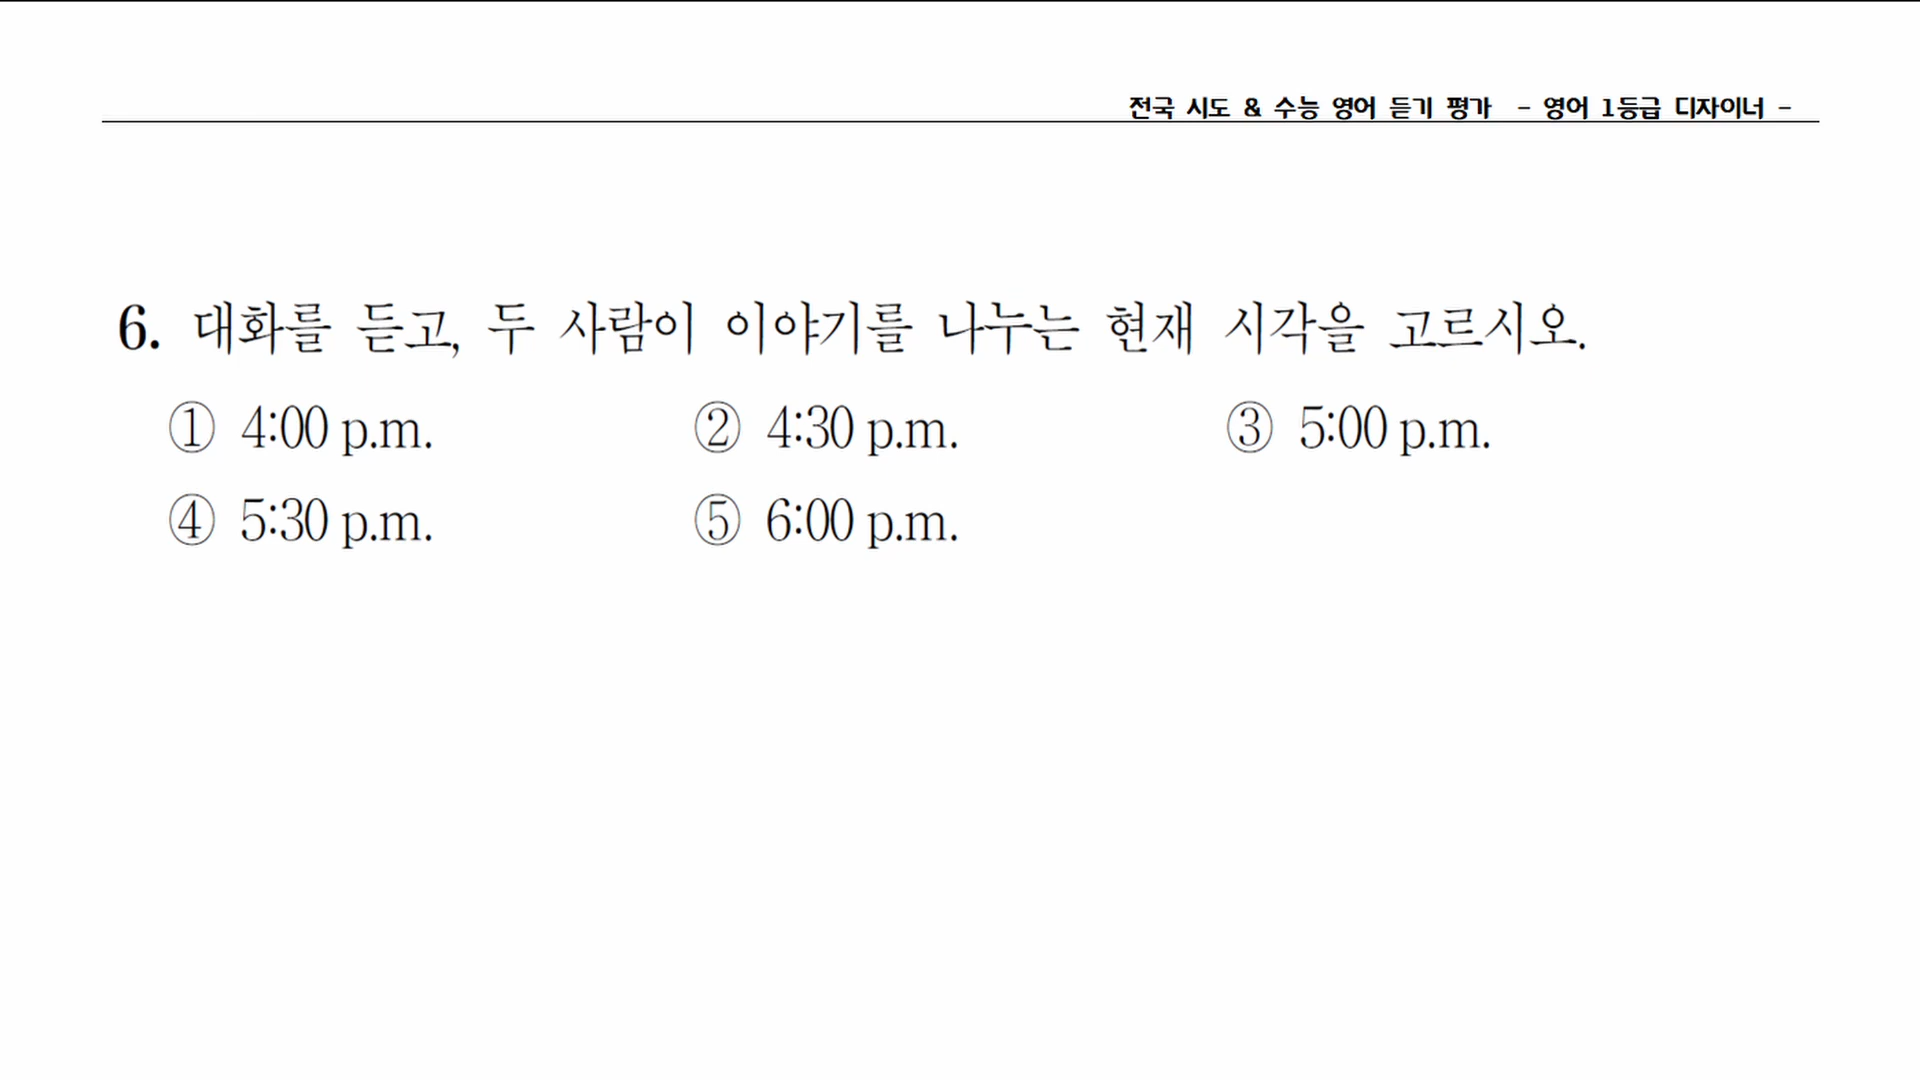 전국 시도 & 수능 영어 듣기 평가 - 영어 1등급 디자이너 -
6. 대화를 듣고, 두 사람이 이야기를 나누는 현재 시각을 고르시오.
① 4:00 p.m. ② 4:30 p.m. ③ 5:00 p.m.
④ 5:30 p.m. ⑤ 6:00 p.m.